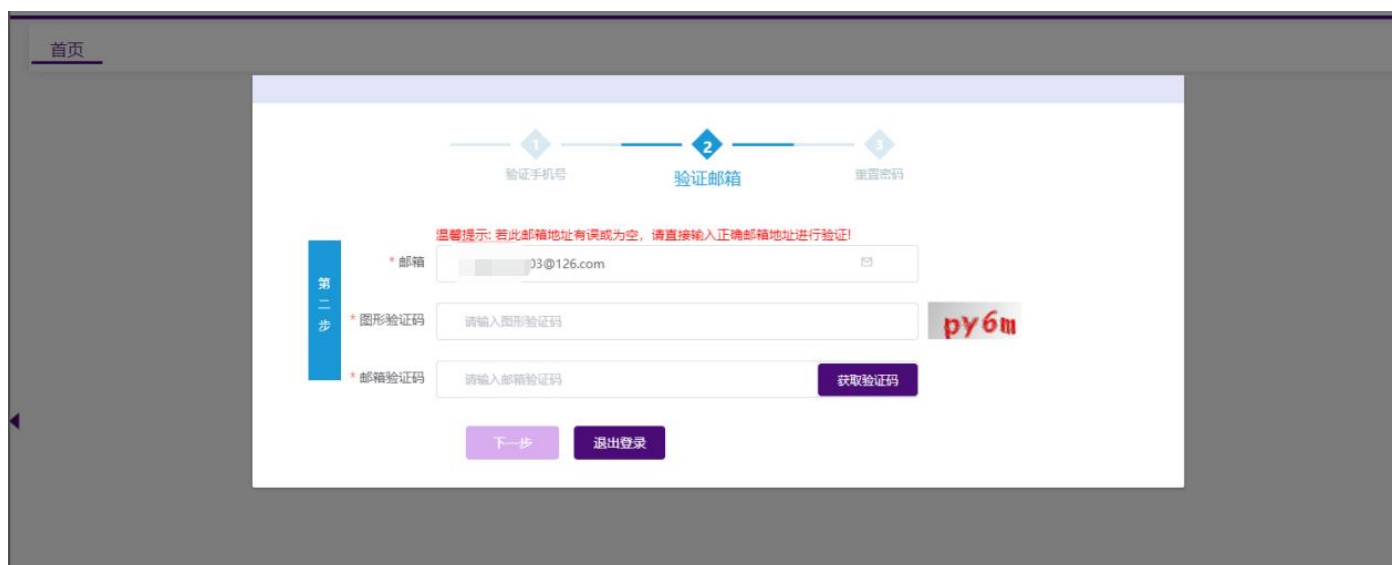 首页
1
2
3
验证手机号
验证邮箱
重置密码
温馨提示: 若此邮箱地址有误或为空，请直接输入正确邮箱地址进行验证!
第二步
* 邮箱
03@126.com
* 图形验证码
请输入图形验证码
py6m
* 邮箱验证码
请输入邮箱验证码
获取验证码
下一步
退出登录